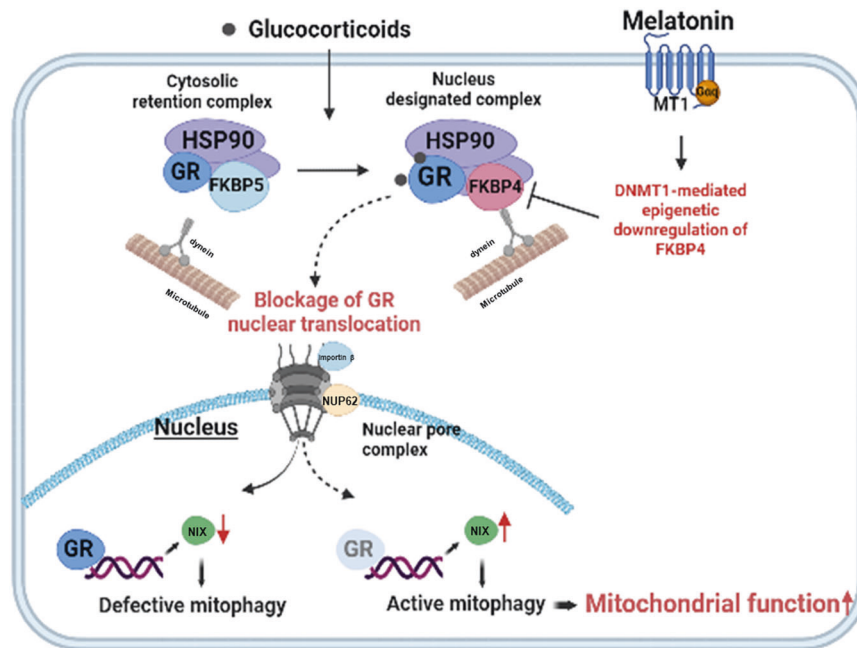 Glucocorticoids
Melatonin
Cytosolic
retention complex
Nucleus
designated complex
HSP90
GR
FKBP5
HSP90
GR
FKBP4
MT1
Gαq
DNMT1-mediated
epigenetic
downregulation of
FKBP4
dynein
Microtubule
dynein
Microtubule
Blockage of GR
nuclear translocation
Importin β
NUP62
Nucleus
Nuclear pore
complex
GR
NIX
GR
NIX
Defective mitophagy
Active mitophagy
Mitochondrial function